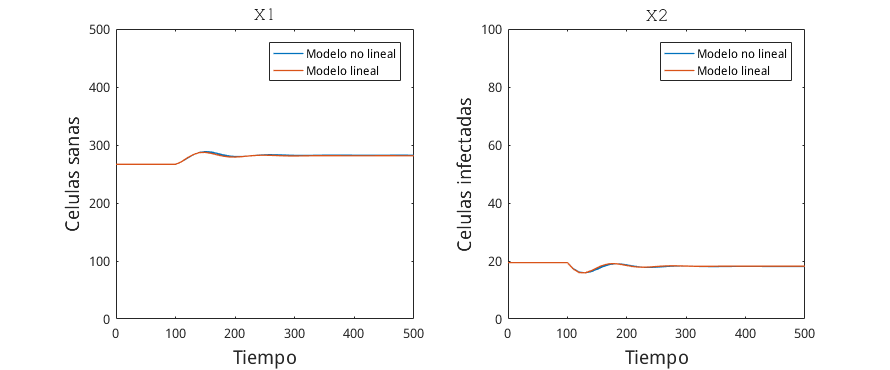 X1
500
400
300
200
100
0
Celulas sanas
Modelo no lineal
Modelo lineal
0 100 200 300 400 500
Tiempo
X2
100
80
60
40
20
0
Celulas infectadas
Modelo no lineal
Modelo lineal
0 100 200 300 400 500
Tiempo